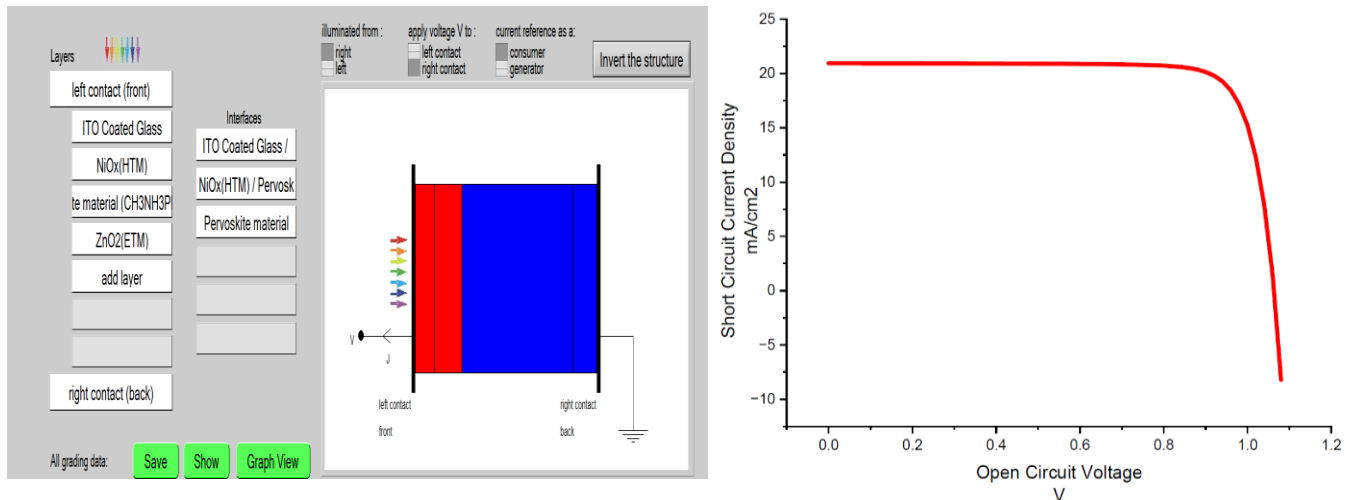 Layers
left contact (front)
ITO Coated Glass
NiOx(HTM)
te material (CH3NH3P
ZnO2(ETM)
add layer
right contact (back)
Interfaces
ITO Coated Glass /
NiOx(HTM) / Pervosk
Pervoskite material
All grading data:
Save
Show
Graph View
illuminated from :
right
left
apply voltage V to :
left contact
right contact
current reference as a:
consumer
generator
Invert the structure
V
J
left contact
front
right contact
back
Short Circuit Current Density
mA/cm2
25
20
15
10
5
0
−5
−10
0.0
0.2
0.4
0.6
0.8
1.0
1.2
Open Circuit Voltage
V